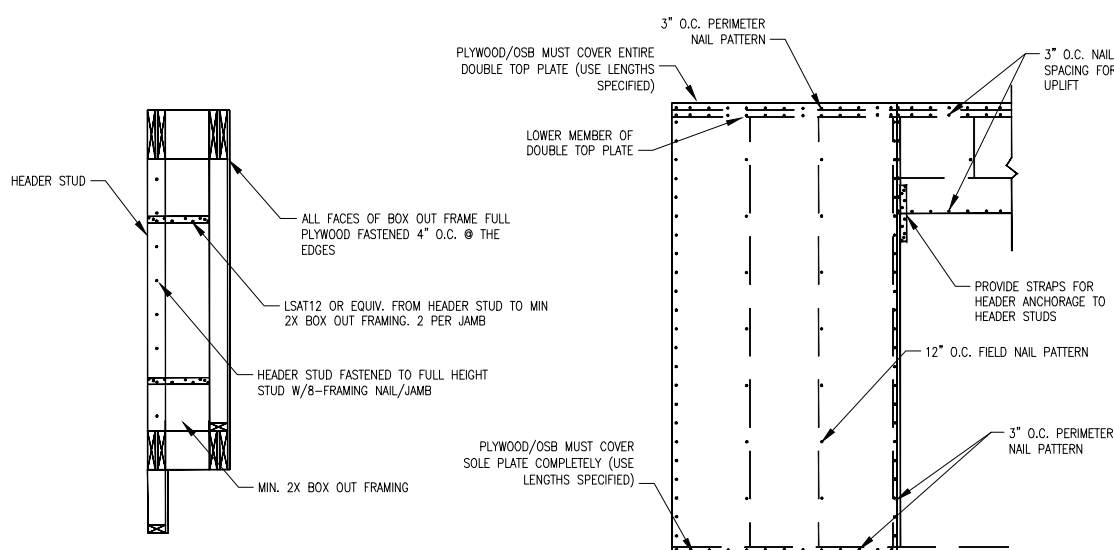 HEADER STUD
ALL FACES OF BOX OUT FRAME FULL
PLYWOOD FASTENED 4" O.C. @ THE
EDGES
LSAT12 OR EQUIV. FROM HEADER STUD TO MIN
2X BOX OUT FRAMING. 2 PER JAMB
HEADER STUD FASTENED TO FULL HEIGHT
STUD W/8-FRAMING NAIL/JAMB
MIN. 2X BOX OUT FRAMING
3" O.C. PERIMETER
NAIL PATTERN
PLYWOOD/OSB MUST COVER ENTIRE
DOUBLE TOP PLATE (USE LENGTHS
SPECIFIED)
LOWER MEMBER OF
DOUBLE TOP PLATE
3" O.C. NAIL
SPACING FOR
UPLIFT
PROVIDE STRAPS FOR
HEADER ANCHORAGE TO
HEADER STUDS
12" O.C. FIELD NAIL PATTERN
PLYWOOD/OSB MUST COVER
SOLE PLATE COMPLETELY (USE
LENGTHS SPECIFIED)
3" O.C. PERIMETER
NAIL PATTERN